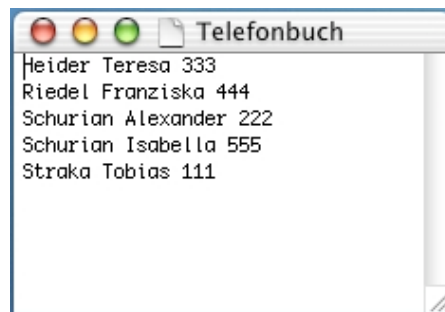 Telefonbuch
Heider Teresa 333
Riedel Franziska 444
Schurian Alexander 222
Schurian Isabella 555
Straka Tobias 111